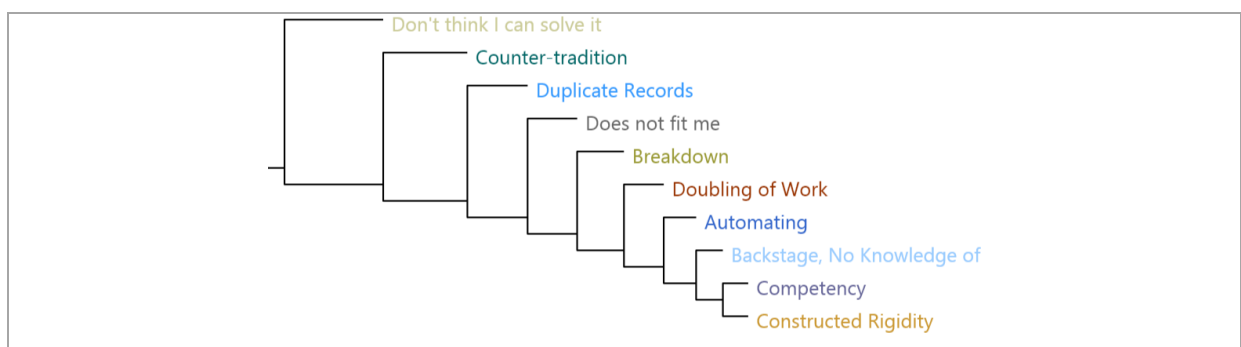 Don't think I can solve it
Counter-tradition
Duplicate Records
Does not fit me
Breakdown
Doubling of Work
Automating
Backstage, No Knowledge of
Competency
Constructed Rigidity